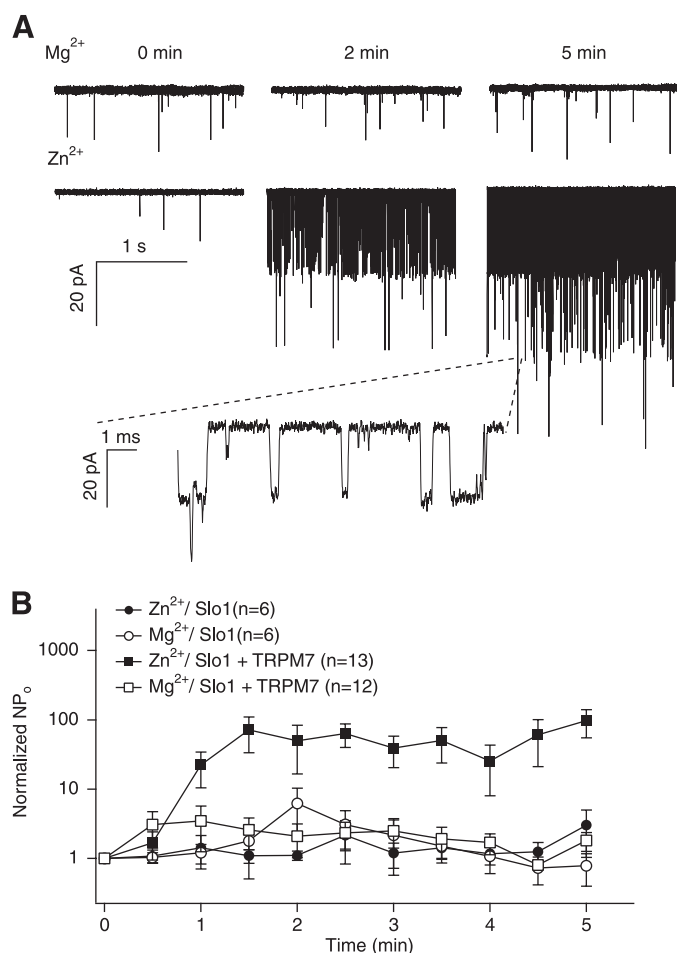 A
Mg2+ 0 min 2 min 5 min
Zn2+
1 s
20 pA
1 ms
20 pA
B
Zn2+/ Slo1(n=6)
Mg2+/ Slo1(n=6)
Zn2+/ Slo1 + TRPM7 (n=13)
Mg2+/ Slo1 + TRPM7 (n=12)
Normalized NPo
1000
100
10
1
0 1 2 3 4 5
Time (min)